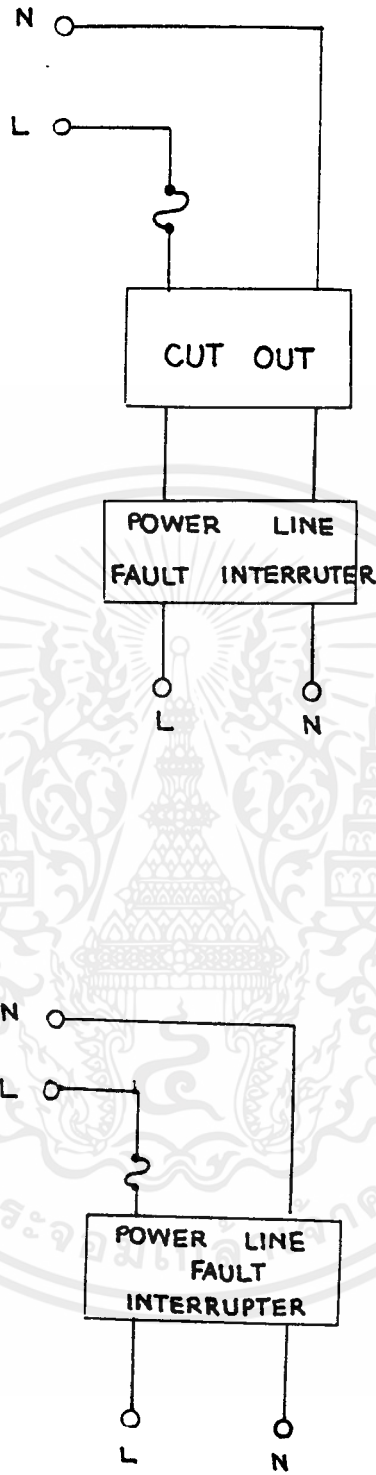 N
L
CUT OUT
POWER LINE
FAULT INTERRUTER
L N
N
L
POWER LINE
FAULT
INTERRUPTER
L N